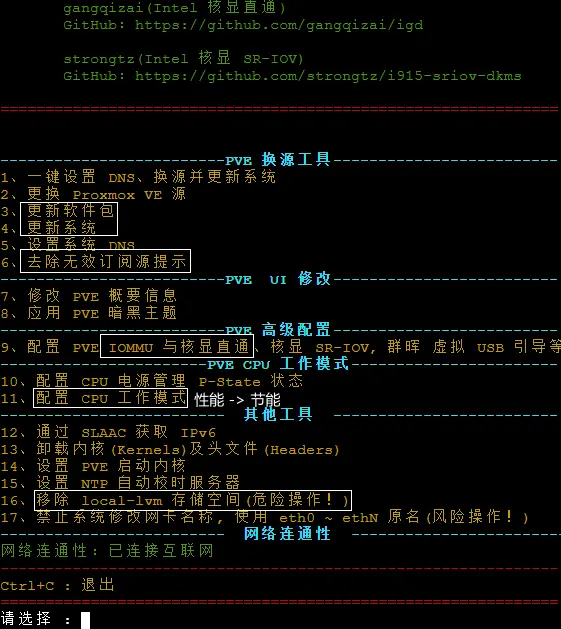 gangqizai(Intel 核显直通)
GitHub: https://github.com/gangqizai/igd
strongtz(Intel 核显 SR-IOV)
GitHub: https://github.com/strongtz/i915-sriov-dkms
PVE 换源工具
1、一键设置 DNS、换源并更新系统
2、更换 Proxmox VE 源
3、更新软件包
4、更新系统
5、设置系统 DNS
6、去除无效订阅源提示
PVE UI 修改
7、修改 PVE 概要信息
8、应用 PVE 暗黑主题
PVE 高级配置
9、配置 PVE IOMMU 与核显直通、核显 SR-IOV, 群晖 虚拟 USB 引导等
PVE CPU 工作模式
10、配置 CPU 电源管理 P-State 状态
11、配置 CPU 工作模式 性能 -> 节能
其他工具
12、通过 SLAAC 获取 IPv6
13、卸载内核(Kernels)及头文件(Headers)
14、设置 PVE 启动内核
15、设置 NTP 自动校时服务器
16、移除 local-lvm 存储空间(危险操作！)
17、禁止系统修改网卡名称, 使用 eth0 ~ ethN 原名(风险操作！)
网络连通性
网络连通性: 已连接互联网
Ctrl+C : 退出
请选择 :